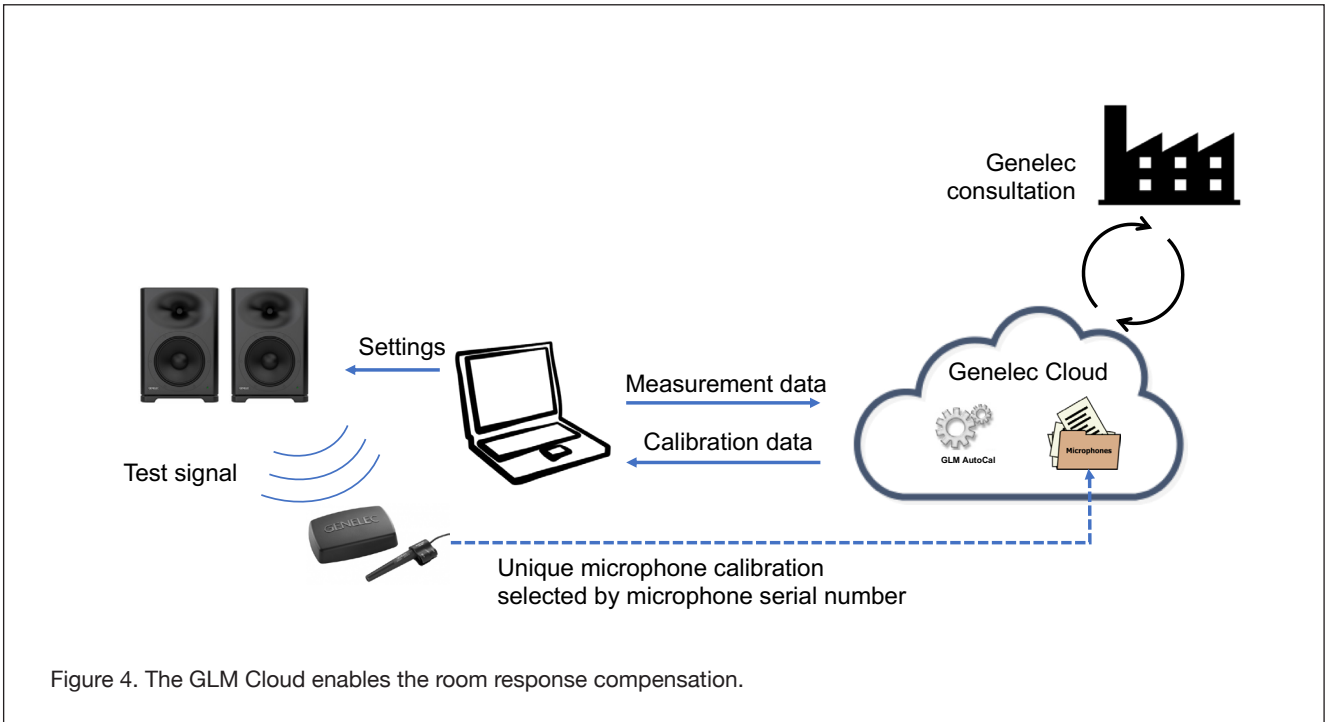 Genelec
consultation
Settings
Measurement data
Genelec Cloud
Calibration data
GLM AutoCal
Microphones
Test signal
GENELEC
Unique microphone calibration
selected by microphone serial number
Figure 4. The GLM Cloud enables the room response compensation.